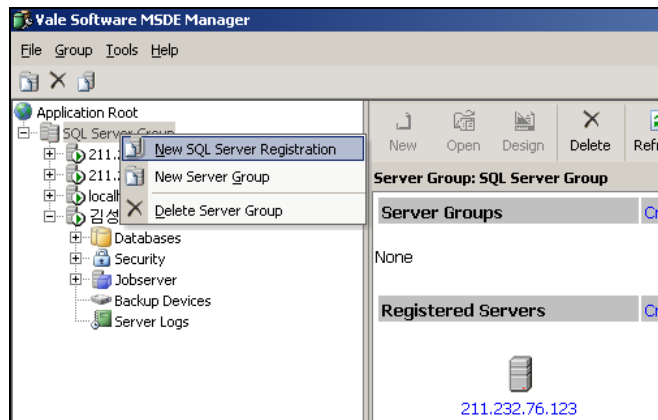 Vale Software MSDE Manager
File Group Tools Help
Application Root
SQL Server Group
New SQL Server Registration
New Server Group
Delete Server Group
211.
211.
local
김성
Databases
Security
Jobserver
Backup Devices
Server Logs
New Open Design Delete
Server Group: SQL Server Group
Server Groups
None
Registered Servers
211.232.76.123